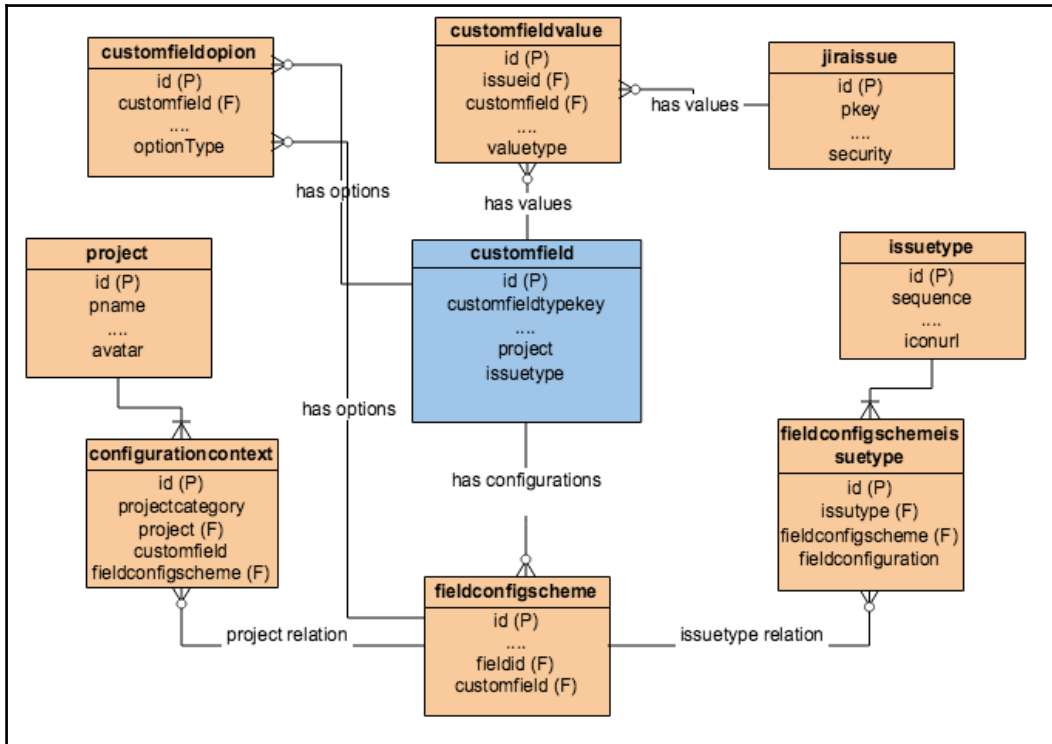 customfieldopion
id (P)
customfield (F)
....
optionType
customfieldvalue
id (P)
issueid (F)
customfield (F)
....
valuetype
jiraissue
id (P)
pkey
....
security
has values
has options
has values
project
id (P)
pname
....
avatar
customfield
id (P)
customfieldtypekey
....
project
issuetype
issuetype
id (P)
sequence
....
iconurl
has options
configurationcontext
id (P)
projectcategory
project (F)
customfield
fieldconfigscheme (F)
has configurations
fieldconfigschemeis
suetype
id (P)
issutype (F)
fieldconfigscheme (F)
fieldconfiguration
fieldconfigscheme
id (P)
....
fieldid (F)
customfield (F)
project relation
issuetype relation